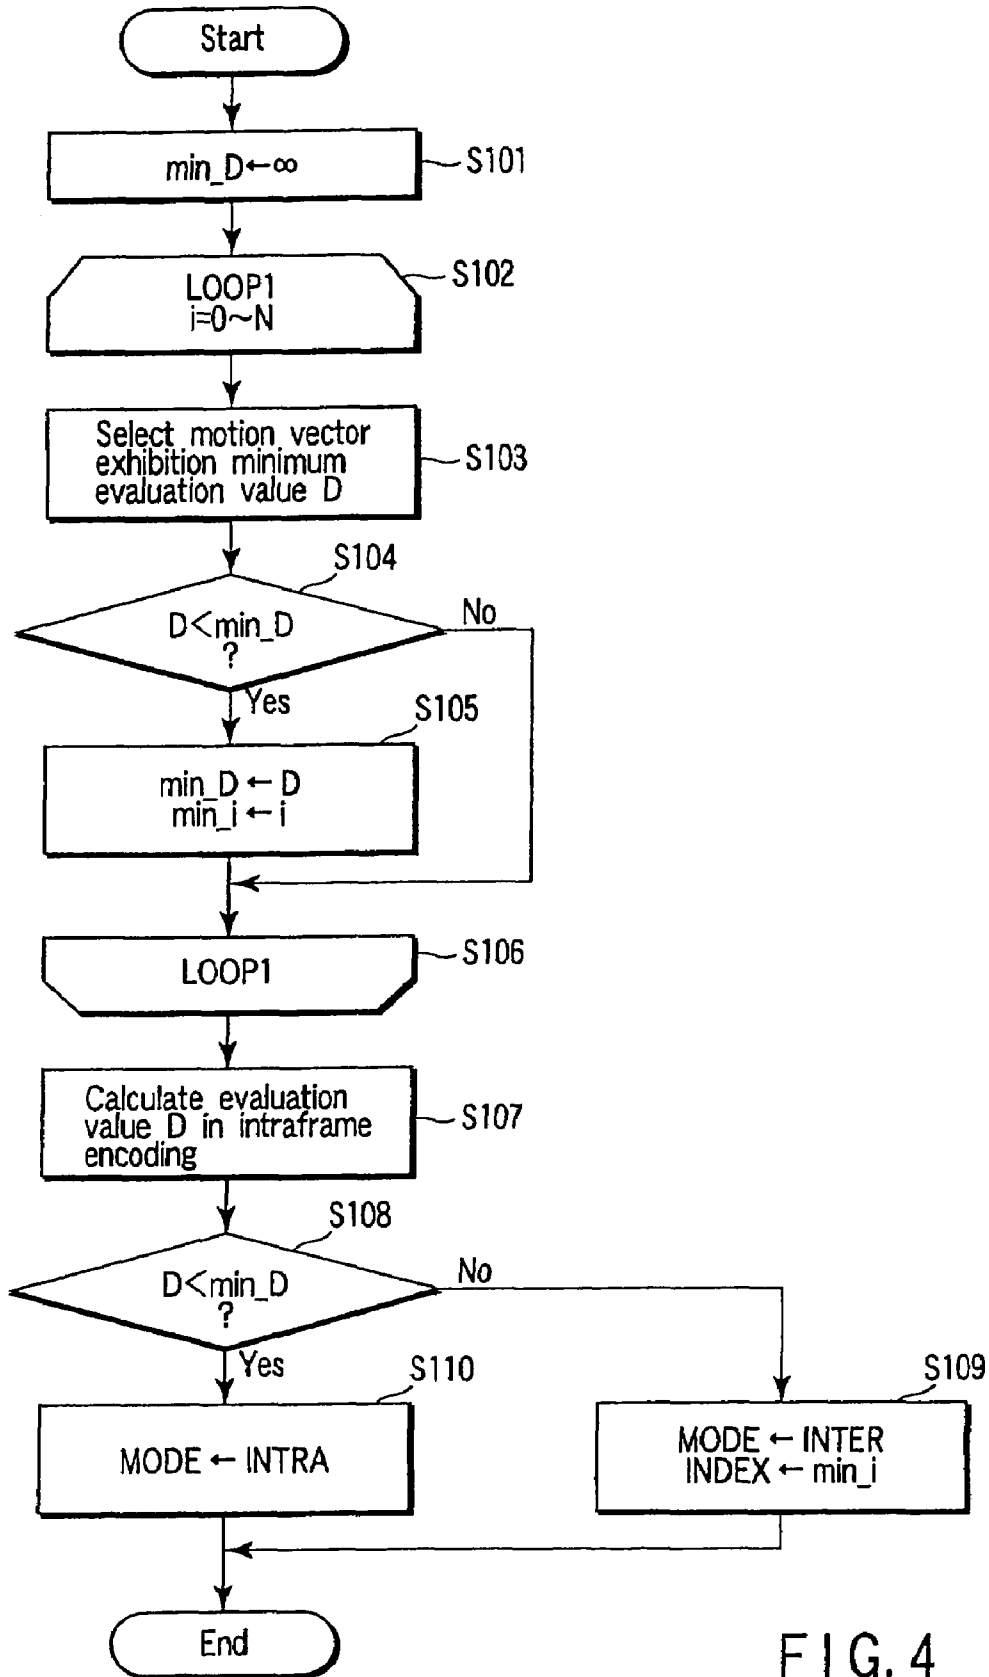 Start
min_D←∞
S101
LOOP1
i=0~N
S102
Select motion vector
exhibition minimum
evaluation value D
S103
S104
D<min_D
?
No
Yes
S105
min_D ← D
min_i ← i
LOOP1
S106
Calculate evaluation
value D in intraframe
encoding
S107
S108
D<min_D
?
No
Yes
S110
MODE ← INTRA
S109
MODE ← INTER
INDEX ← min_i
End
FIG. 4